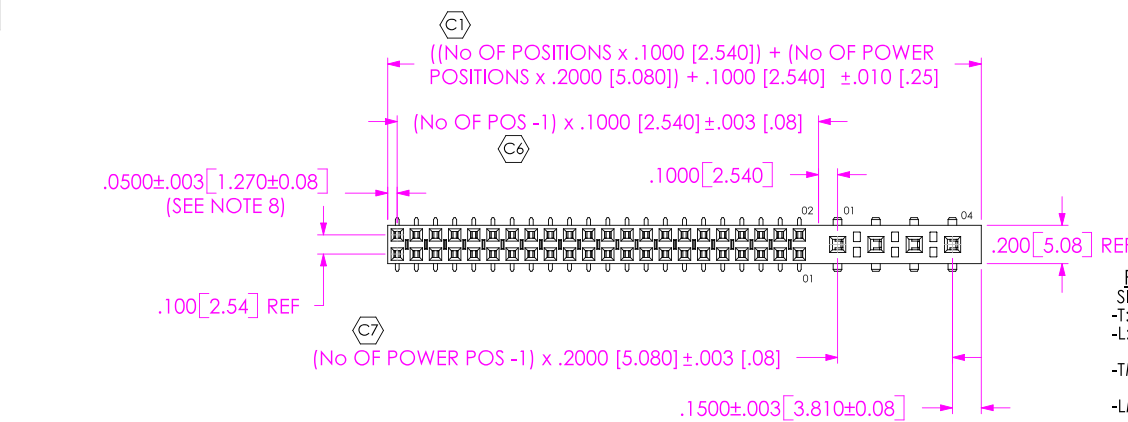 C1
((No OF POSITIONS x .1000 [2.540]) + (No OF POWER
POSITIONS x .2000 [5.080]) + .1000 [2.540] ±.010 [.25]
(No OF POS -1) x .1000 [2.540]±.003 [.08]
C6
.0500±.003[1.270±0.08]
(SEE NOTE 8)
.1000[2.540]
02
01
04
.200[5.08]
.100[2.54] REF
01
C7
(No OF POWER POS -1) x .2000 [5.080]±.003 [.08]
.1500±.003[3.810±0.08]